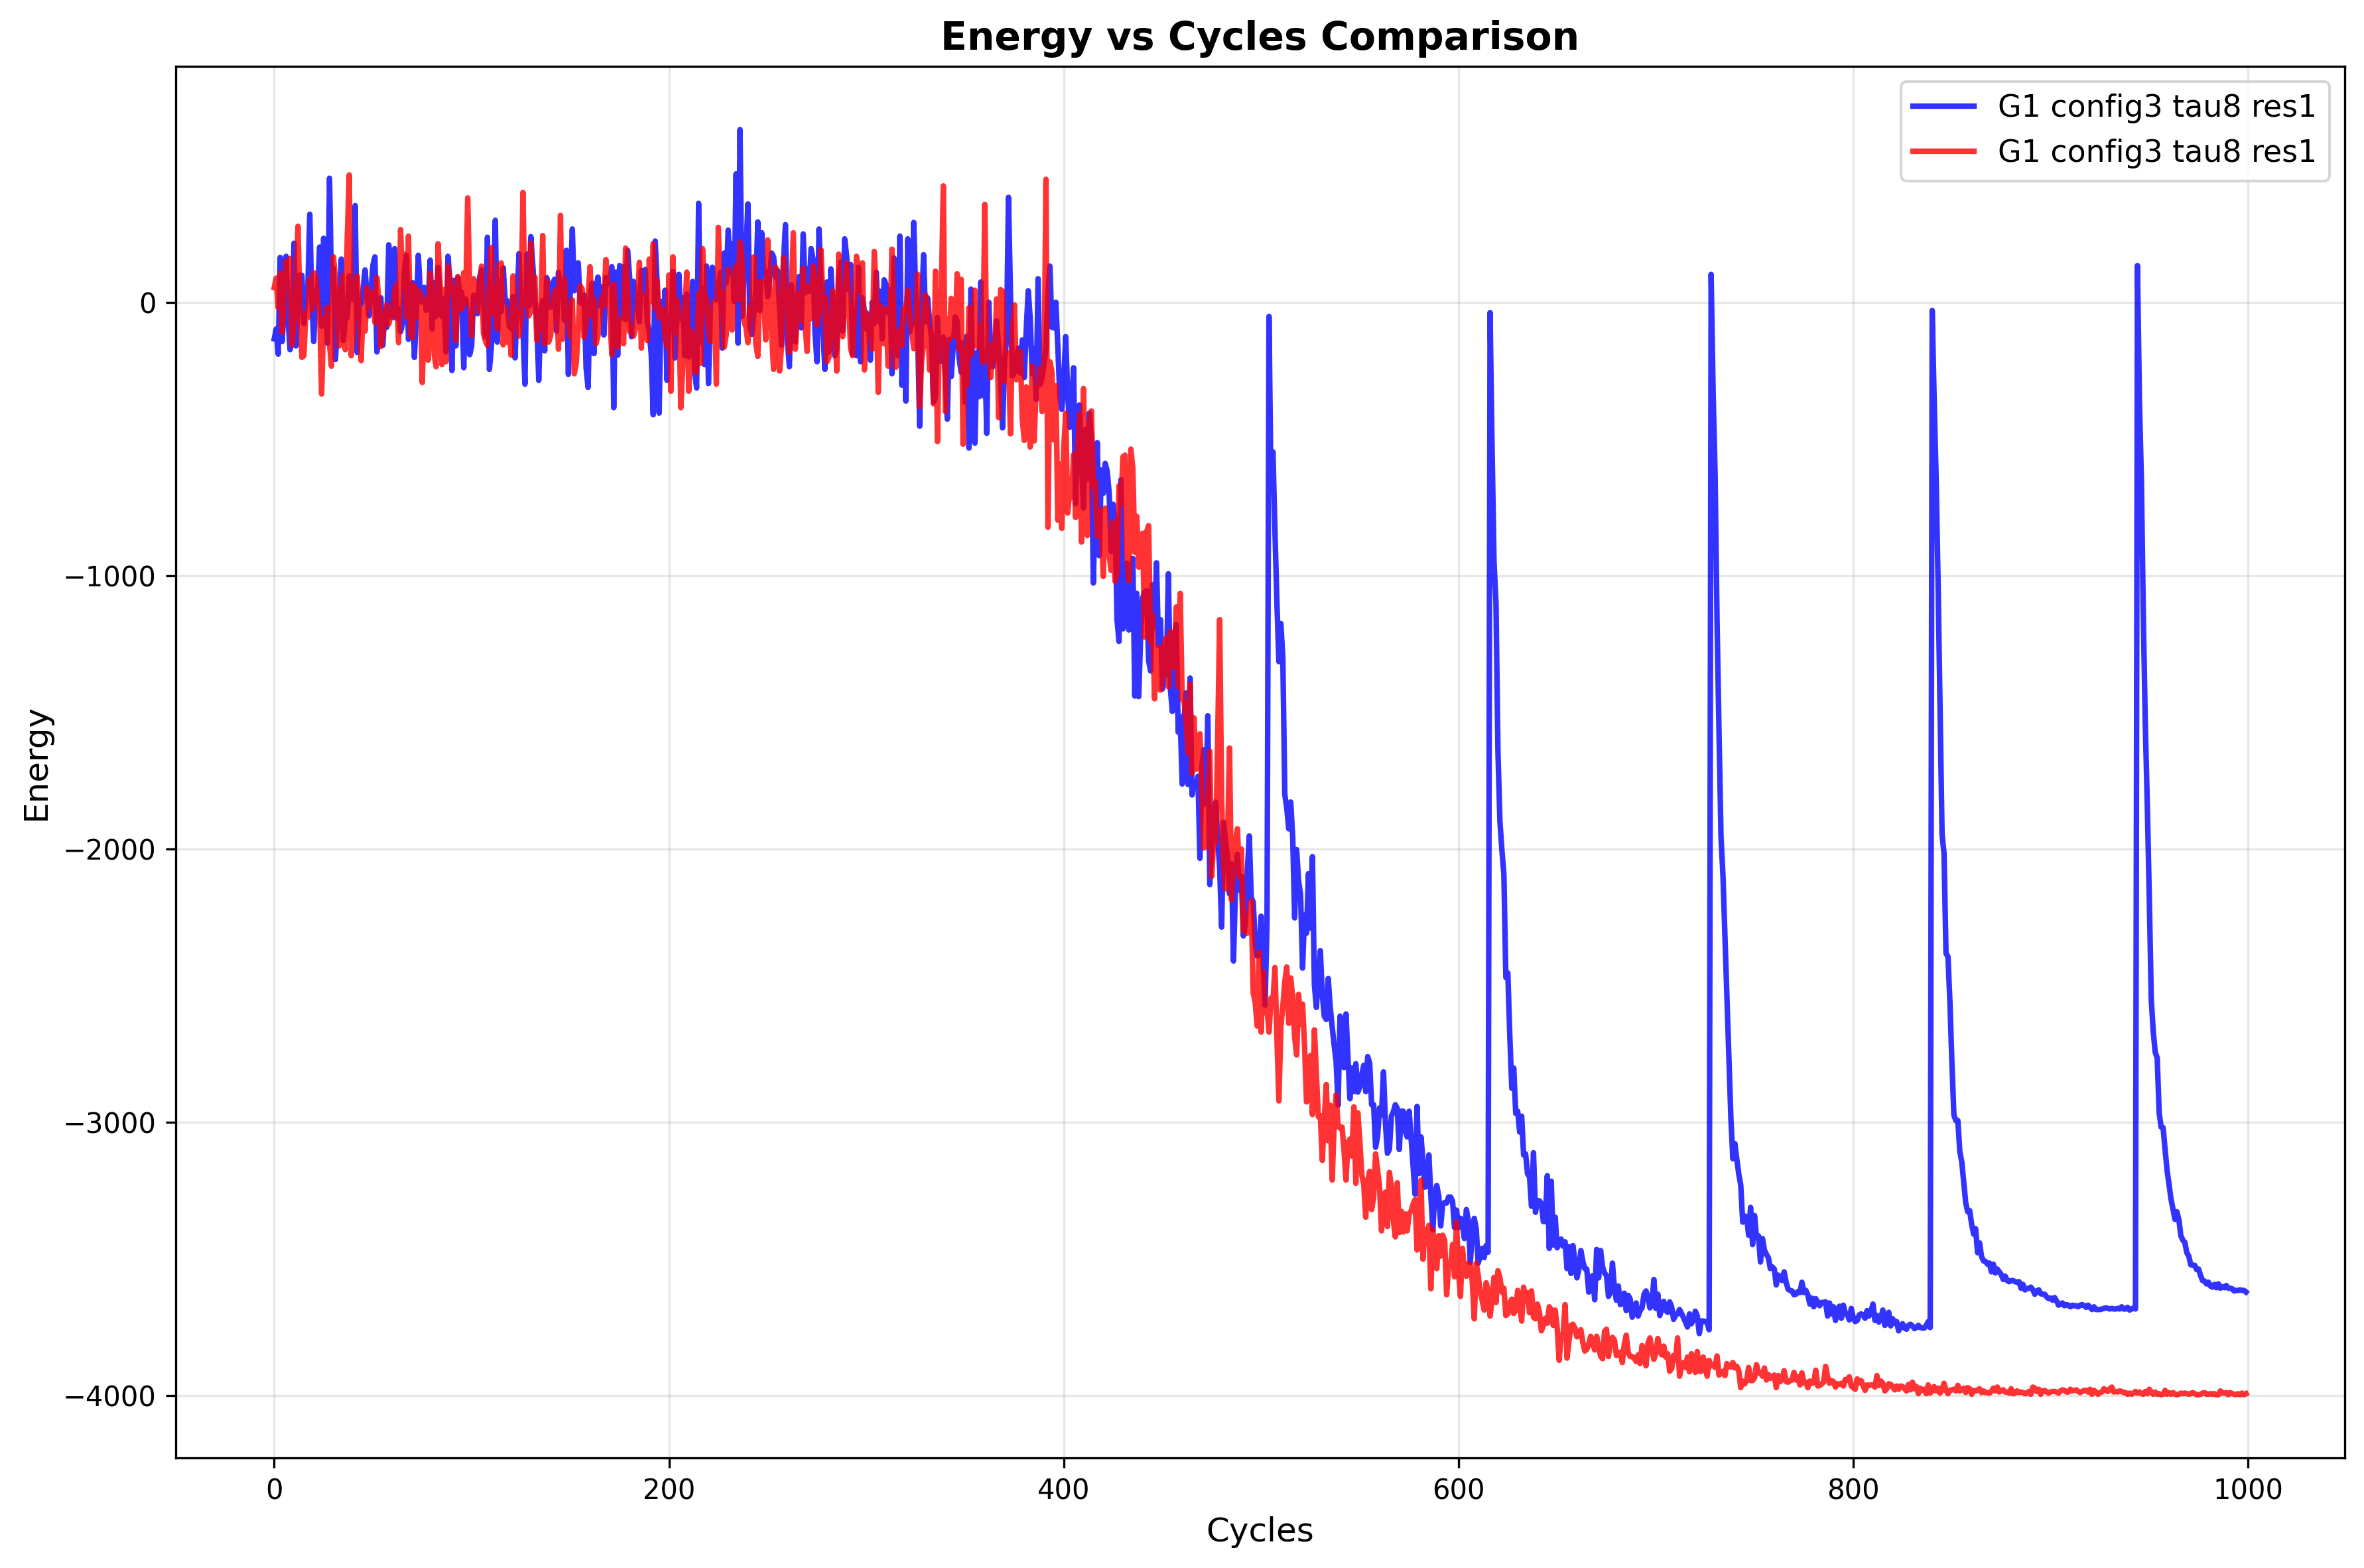 Energy vs Cycles Comparison
G1 config3 tau8 res1
G1 config3 tau8 res1
Energy
0
−1000
−2000
−3000
−4000
0 200 400 600 800 1000
Cycles